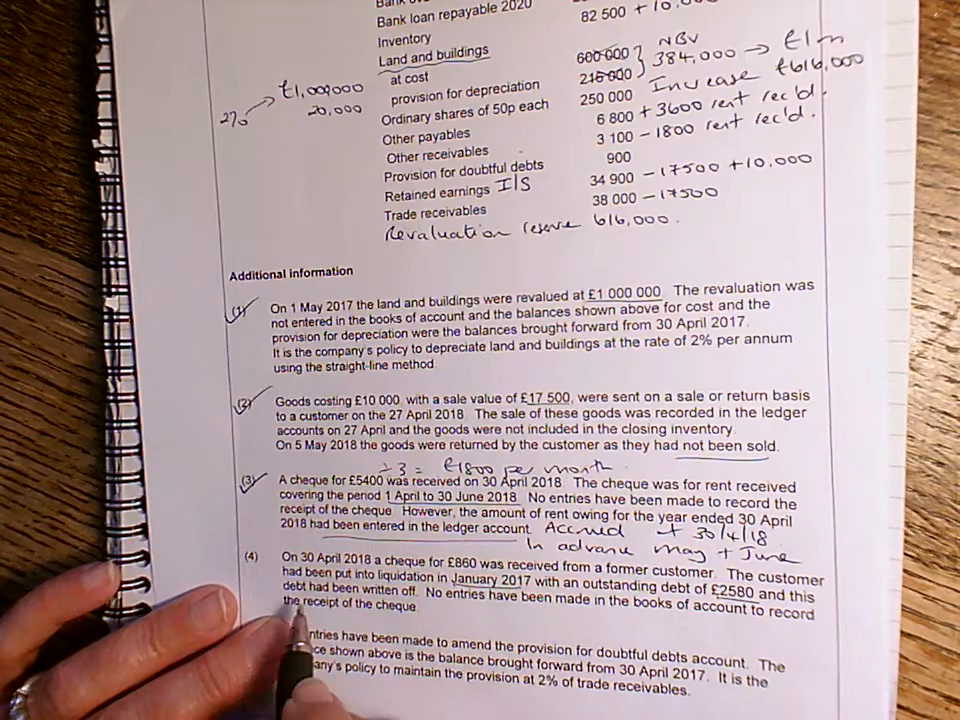 Bank loan repayable 2020
Inventory 82 500 + 10.
Land and buildings
at cost 600 000 NBV
provision for depreciation 216 000 } 384,000 → £1m
Ordinary shares of 50p each 250 000 Increase £616,000
Other payables 6 800 + 3600 rent rec'd.
Other receivables 3 100 - 1800 rent rec'd.
Provision for doubtful debts 900
Retained earnings I/S 34 900 - 17500 + 10,000
Trade receivables 38 000 - 17500
Revaluation reserve 616,000.
£1,000,000
2% → 20,000
Additional information
(1) On 1 May 2017 the land and buildings were revalued at £1 000 000. The revaluation was
not entered in the books of account and the balances shown above for cost and the
provision for depreciation were the balances brought forward from 30 April 2017.
It is the company's policy to depreciate land and buildings at the rate of 2% per annum
using the straight-line method.
(2) Goods costing £10 000, with a sale value of £17 500, were sent on a sale or return basis
to a customer on the 27 April 2018. The sale of these goods was recorded in the ledger
accounts on 27 April and the goods were not included in the closing inventory.
On 5 May 2018 the goods were returned by the customer as they had not been sold.
÷3 = £1800 per month
(3) A cheque for £5400 was received on 30 April 2018. The cheque was for rent received
covering the period 1 April to 30 June 2018. No entries have been made to record the
receipt of the cheque. However, the amount of rent owing for the year ended 30 April
2018 had been entered in the ledger account. Accrued + 30/4/18
In advance May + June
(4) On 30 April 2018 a cheque for £860 was received from a former customer. The customer
had been put into liquidation in January 2017 with an outstanding debt of £2580 and this
debt had been written off. No entries have been made in the books of account to record
the receipt of the cheque.
ntries have been made to amend the provision for doubtful debts account. The
ce shown above is the balance brought forward from 30 April 2017. It is the
any's policy to maintain the provision at 2% of trade receivables.